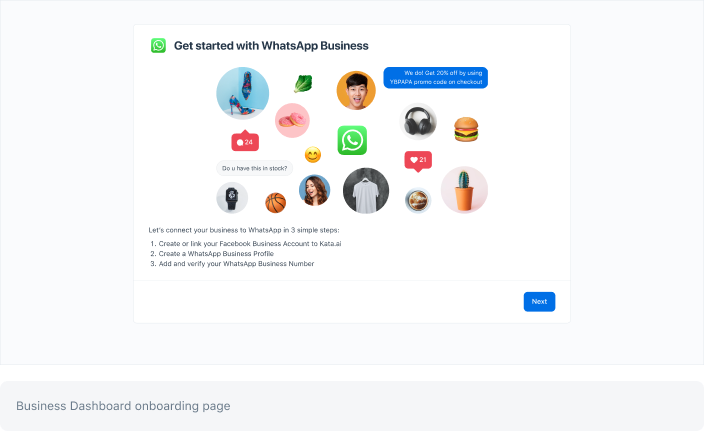 Get started with WhatsApp Business
We do! Get 20% off by using
YBPAPA promo code on checkout
24
21
Do u have this in stock?
Let's connect your business to WhatsApp in 3 simple steps:
1. Create or link your Facebook Business Account to Kata.ai
2. Create a WhatsApp Business Profile
3. Add and verify your WhatsApp Business Number
Next
Business Dashboard onboarding page